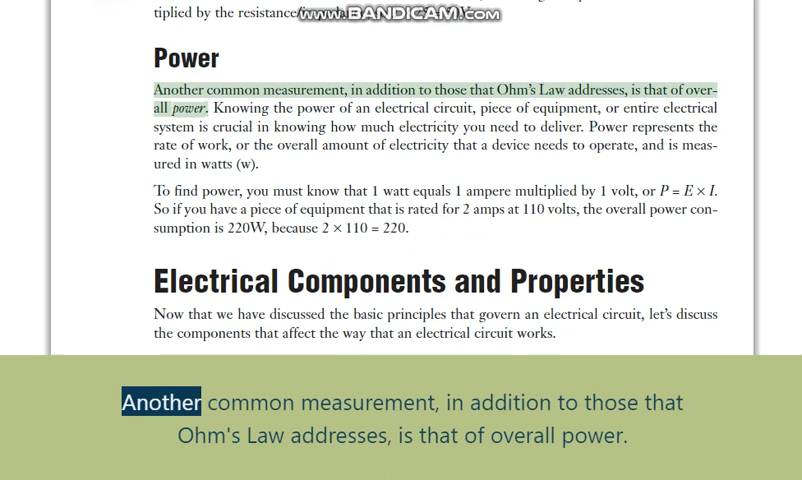 tiplied by the resistance/
www.BANDICAM.com
Power
Another common measurement, in addition to those that Ohm's Law addresses, is that of over-
all power. Knowing the power of an electrical circuit, piece of equipment, or entire electrical
system is crucial in knowing how much electricity you need to deliver. Power represents the
rate of work, or the overall amount of electricity that a device needs to operate, and is meas-
ured in watts (w).
To find power, you must know that 1 watt equals 1 ampere multiplied by 1 volt, or P = E × I.
So if you have a piece of equipment that is rated for 2 amps at 110 volts, the overall power con-
sumption is 220W, because 2 × 110 = 220.
Electrical Components and Properties
Now that we have discussed the basic principles that govern an electrical circuit, let's discuss
the components that affect the way that an electrical circuit works.
Another common measurement, in addition to those that
Ohm's Law addresses, is that of overall power.